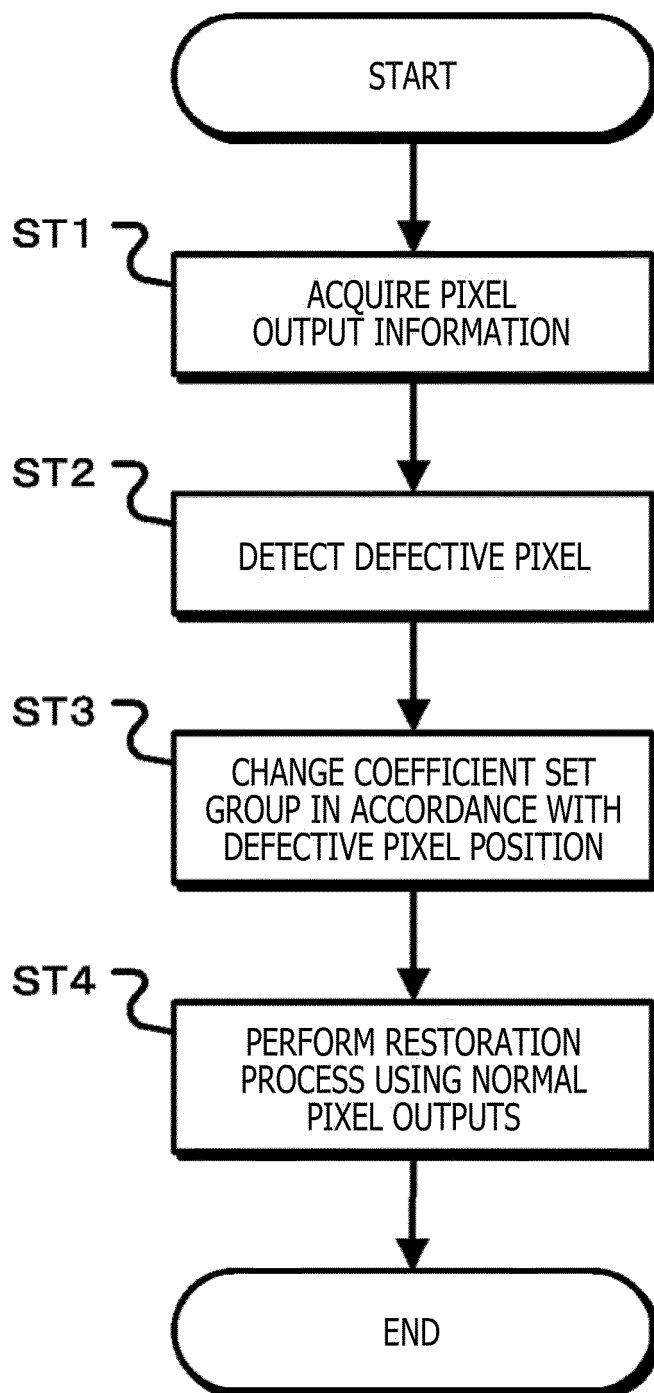 START
ST1
ACQUIRE PIXEL
OUTPUT INFORMATION
ST2
DETECT DEFECTIVE PIXEL
ST3
CHANGE COEFFICIENT SET
GROUP IN ACCORDANCE WITH
DEFECTIVE PIXEL POSITION
ST4
PERFORM RESTORATION
PROCESS USING NORMAL
PIXEL OUTPUTS
END